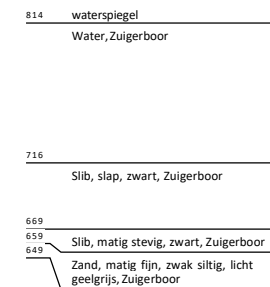 814 waterspiegel
Water, Zuigerboor
716
Slib, slap, zwart, Zuigerboor
669
659
Slib, matig stevig, zwart, Zuigerboor
649
Zand, matig fijn, zwak siltig, licht
geelgrijs, Zuigerboor